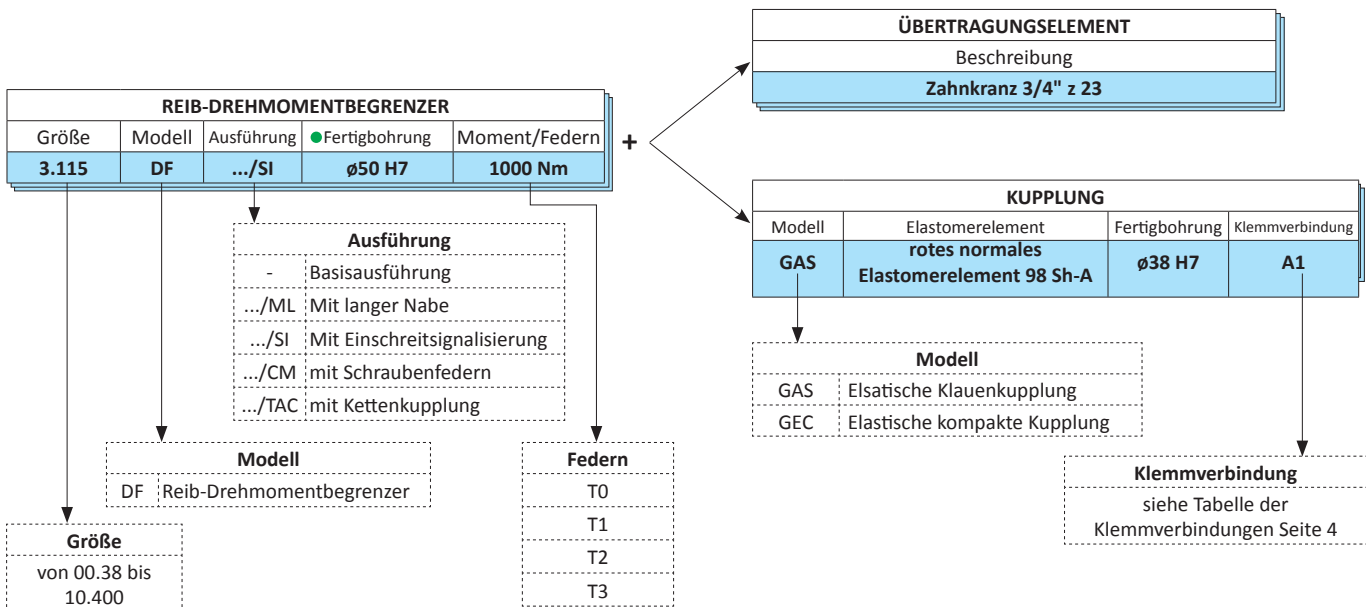 ÜBERTRAGUNGSELEMENT
Beschreibung
Zahnkranz 3/4" z 23
REIB-DREHMOMENTBEGRENZER
Größe Modell Ausführung Fertigbohrung Moment/Federn
3.115 DF .../SI ø50 H7 1000 Nm
+
KUPPLUNG
Modell Elastomerelement Fertigbohrung Klemmverbindung
GAS rotes normales Elastomerelement 98 Sh-A ø38 H7 A1
Ausführung
- Basisausführung
.../ML Mit langer Nabe
.../SI Mit Einschreitsignalisierung
.../CM mit Schraubenfedern
.../TAC mit Kettenkupplung
Modell
GAS Elsatische Klauenkupplung
GEC Elastische kompakte Kupplung
Modell
DF Reib-Drehmomentbegrenzer
Federn
T0
T1
T2
T3
Klemmverbindung
siehe Tabelle der
Klemmverbindungen Seite 4
Größe
von 00.38 bis
10.400